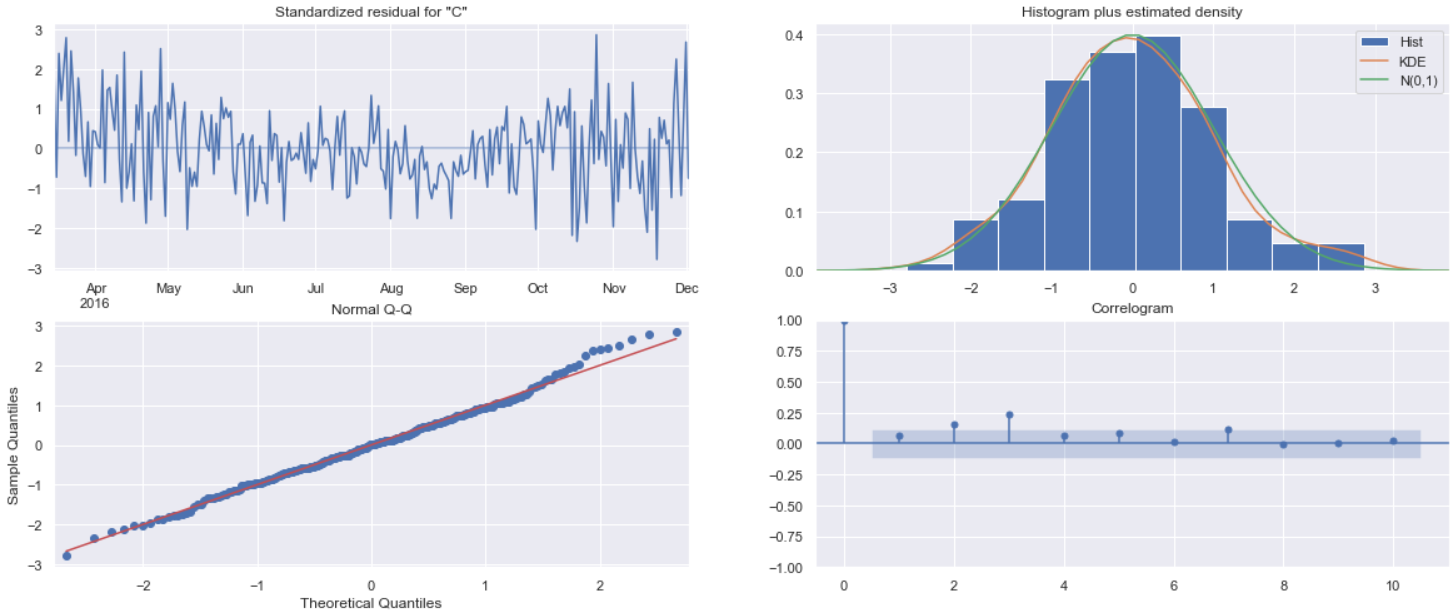 Standardized residual for "C"
3
2
1
0
−1
−2
−3
Apr
2016
May
Jun
Jul
Aug
Sep
Oct
Nov
Dec
Histogram plus estimated density
0.4
0.3
0.2
0.1
0.0
−3
−2
−1
0
1
2
3
Hist
KDE
N(0,1)
Normal Q-Q
Sample Quantiles
3
2
1
0
−1
−2
−3
−2
−1
0
1
2
Theoretical Quantiles
Correlogram
1.00
0.75
0.50
0.25
0.00
−0.25
−0.50
−0.75
−1.00
0
2
4
6
8
10